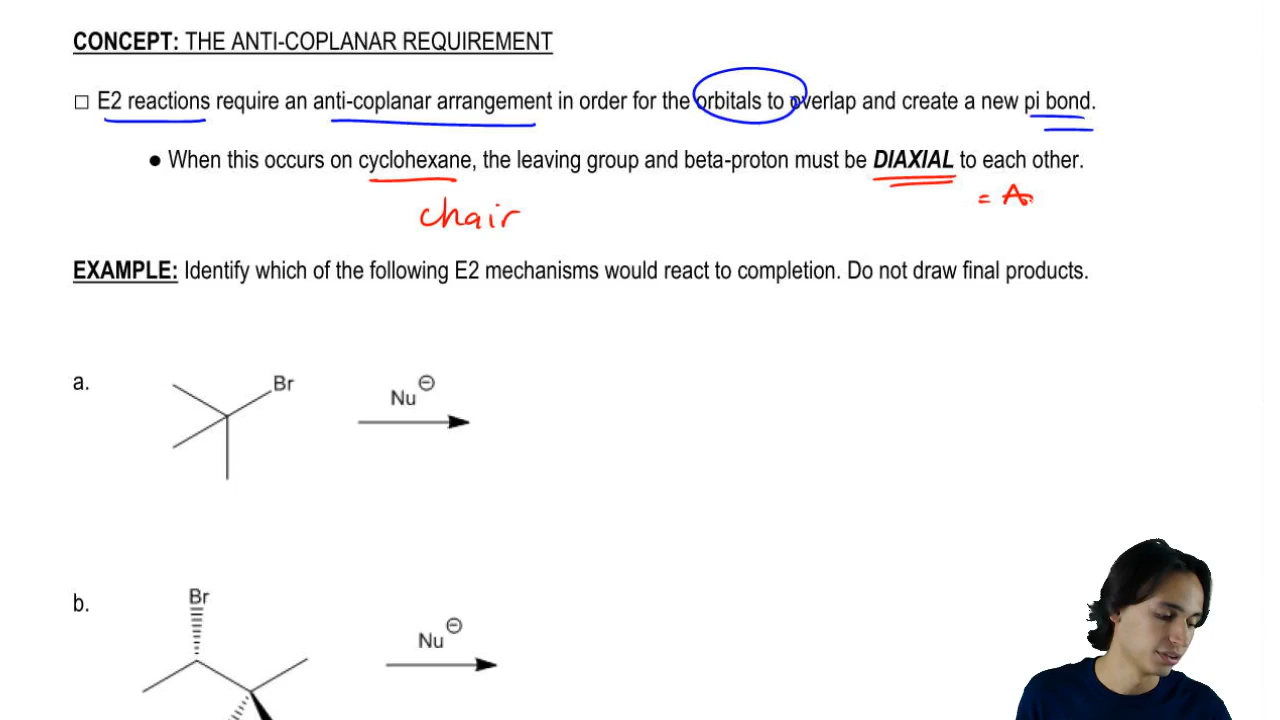 CONCEPT: THE ANTI-COPLANAR REQUIREMENT
□ E2 reactions require an anti-coplanar arrangement in order for the orbitals to overlap and create a new pi bond.
● When this occurs on cyclohexane, the leaving group and beta-proton must be DIAXIAL to each other.
= A
chair
EXAMPLE: Identify which of the following E2 mechanisms would react to completion. Do not draw final products.
a.
Br
Nu ⊖
b.
Br
Nu ⊖